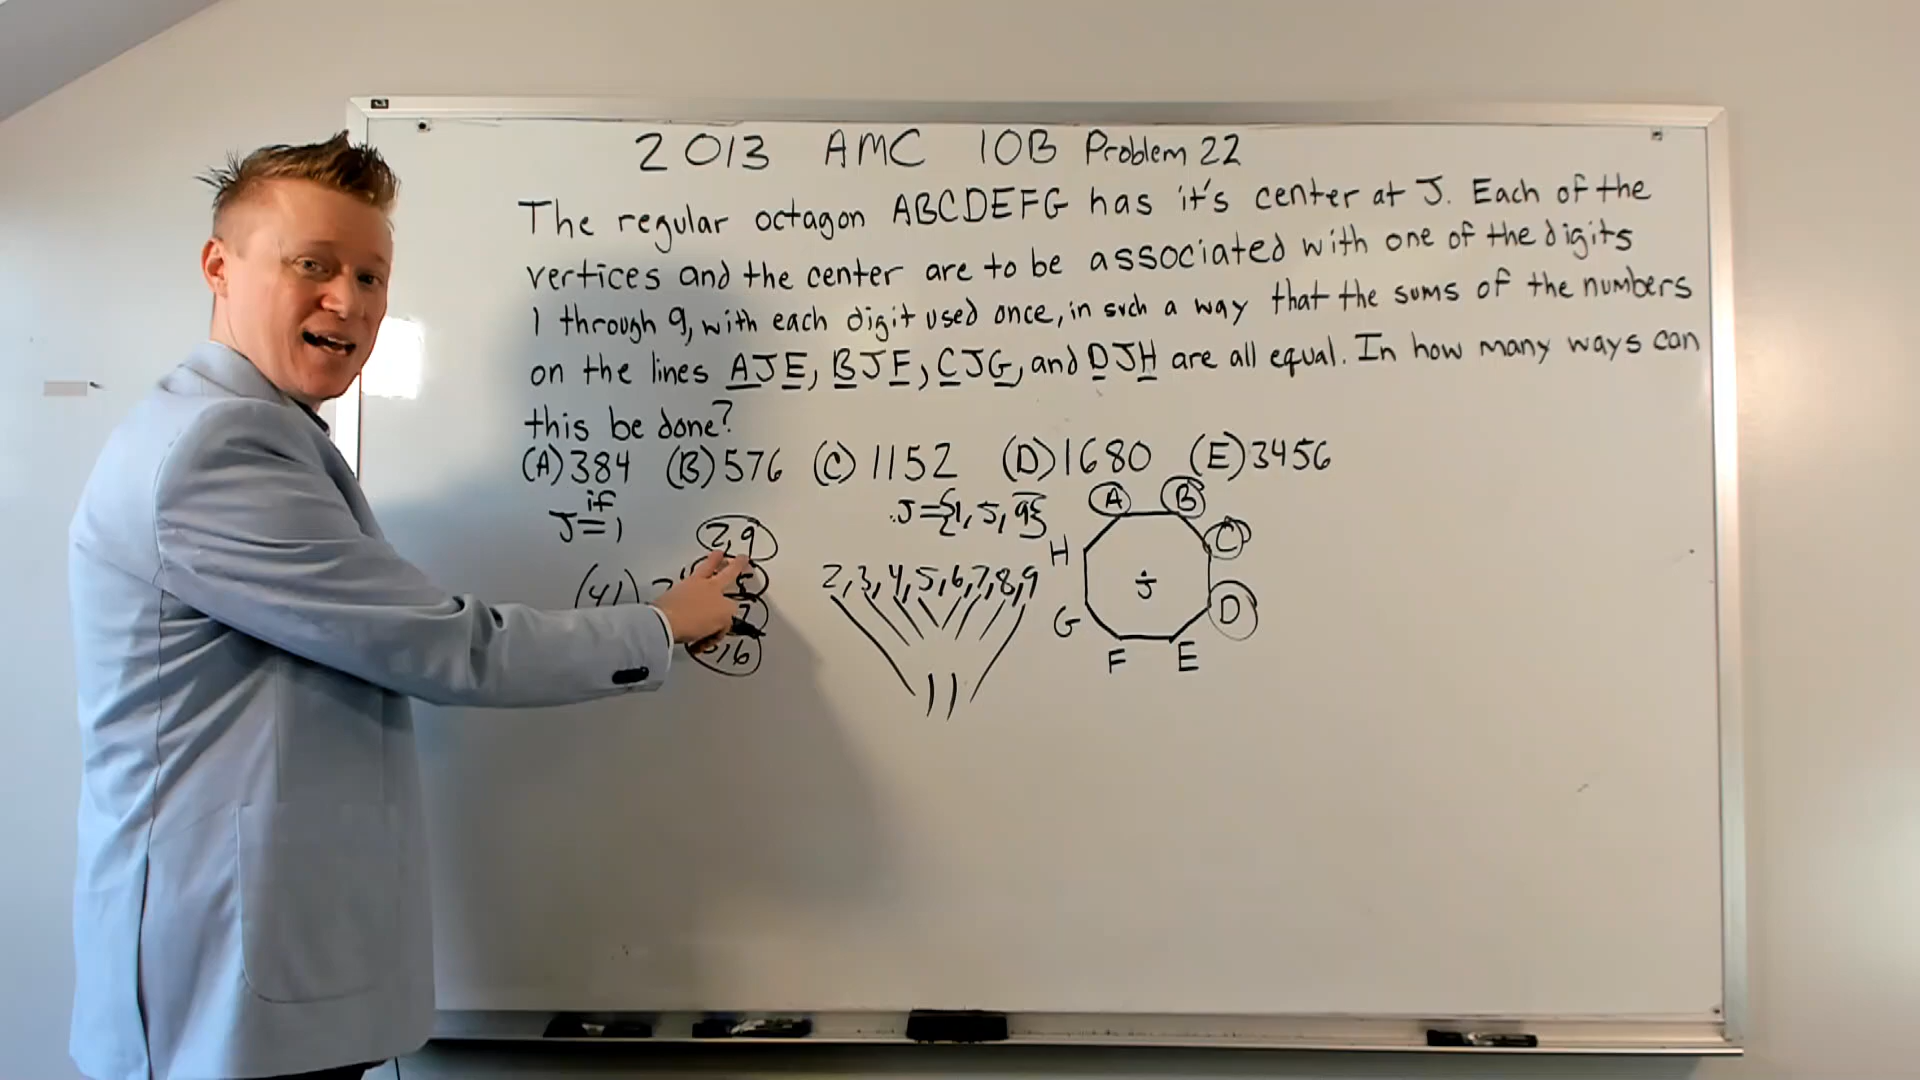 2013 AMC 10B Problem 22
The regular octagon ABCDEFG has it's center at J. Each of the
vertices and the center are to be associated with one of the digits
1 through 9, with each digit used once, in such a way that the sums of the numbers
on the lines AJE, BJF, CJG, and DJH are all equal. In how many ways can
this be done?
(A) 384 (B) 576 (C) 1152 (D) 1680 (E) 3456
if
J=1
J={1, 5, 9}
2,9
(4!)
,6
2,3,4,5,6,7,8,9
11
A
B
C
D
E
F
G
H
J